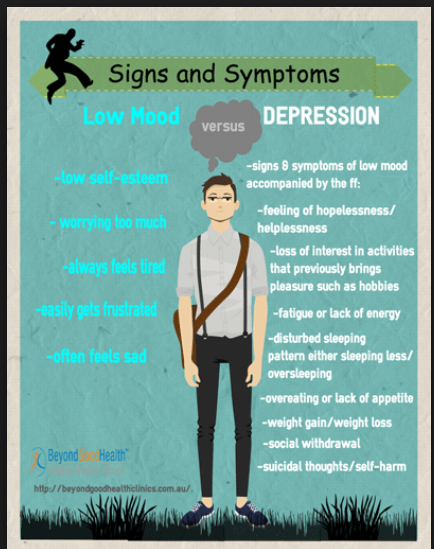 Signs and Symptoms
Low Mood
versus
DEPRESSION
-low self-esteem
- worrying too much
-always feels tired
-easily gets frustrated
-often feels sad
-signs & symptoms of low mood
accompanied by the ff:
-feeling of hopelessness/
helplessness
-loss of interest in activities
that previously brings
pleasure such as hobbies
-fatigue or lack of energy
-disturbed sleeping
pattern either sleeping less/
oversleeping
-overeating or lack of appetite
-weight gain/weight loss
-social withdrawal
-suicidal thoughts/self-harm
BeyondGoodHealth™
http://beyondgoodhealthclinics.com.au/.